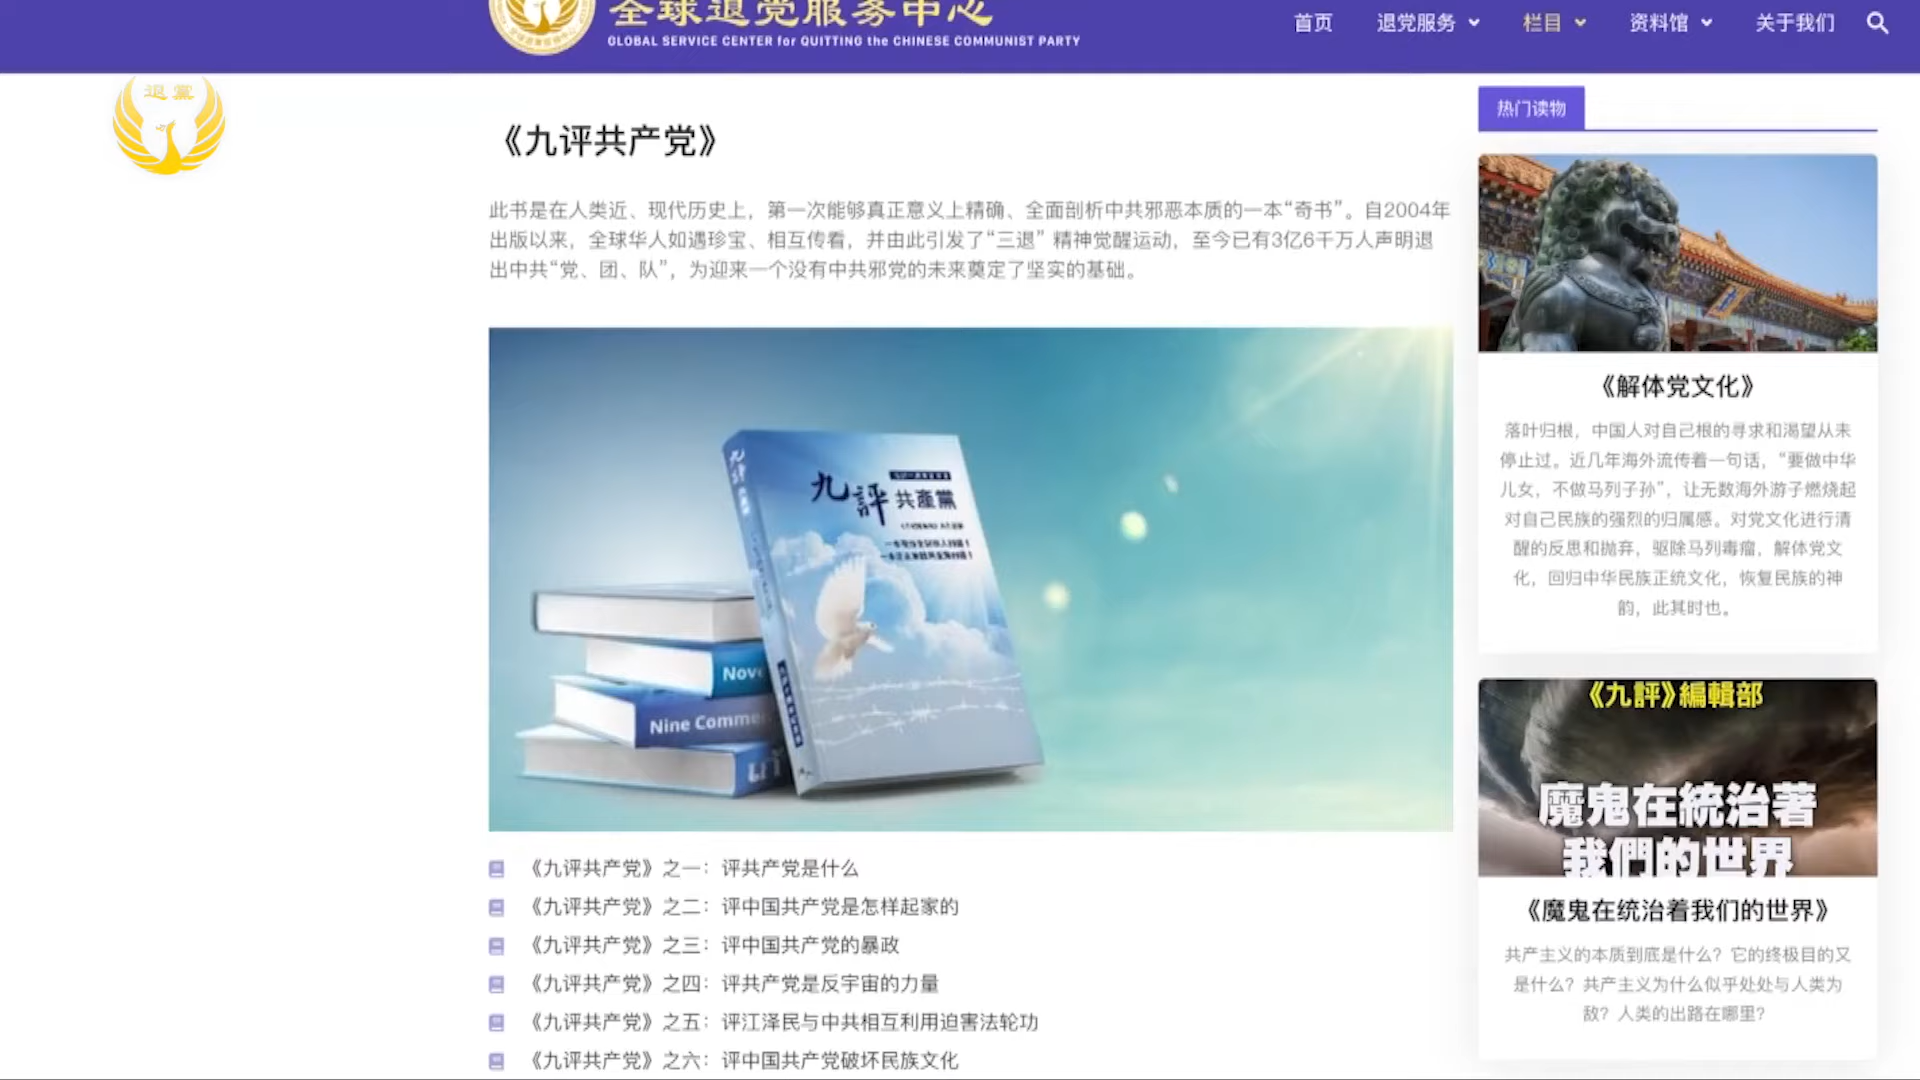 全球退党服务中心
GLOBAL SERVICE CENTER for QUITTING the CHINESE COMMUNIST PARTY
首页
退党服务
栏目
资料馆
关于我们
退黨
《九评共产党》
此书是在人类近、现代历史上，第一次能够真正意义上精确、全面剖析中共邪恶本质的一本“奇书”。自2004年
出版以来，全球华人如遇珍宝、相互传看，并由此引发了“三退” 精神觉醒运动，至今已有3亿6千万人声明退
出中共“党、团、队”，为迎来一个没有中共邪党的未来奠定了坚实的基础。
九評
九評
共產黨
Nove
Nine Commen
《九评共产党》之一：评共产党是什么
《九评共产党》之二：评中国共产党是怎样起家的
《九评共产党》之三：评中国共产党的暴政
《九评共产党》之四：评共产党是反宇宙的力量
《九评共产党》之五：评江泽民与中共相互利用迫害法轮功
《九评共产党》之六：评中国共产党破坏民族文化
热门读物
《解体党文化》
落叶归根，中国人对自己根的寻求和渴望从未
停止过。近几年海外流传着一句话，“要做中华
儿女，不做马列子孙”，让无数海外游子燃烧起
对自己民族的强烈的归属感。对党文化进行清
醒的反思和抛弃，驱除马列毒瘤，解体党文
化，回归中华民族正统文化，恢复民族的神
韵，此其时也。
《九評》編輯部
魔鬼在統治著
我們的世界
《魔鬼在统治着我们的世界》
共产主义的本质到底是什么？它的终极目的又
是什么？共产主义为什么似乎处处与人类为
敌？人类的出路在哪里？